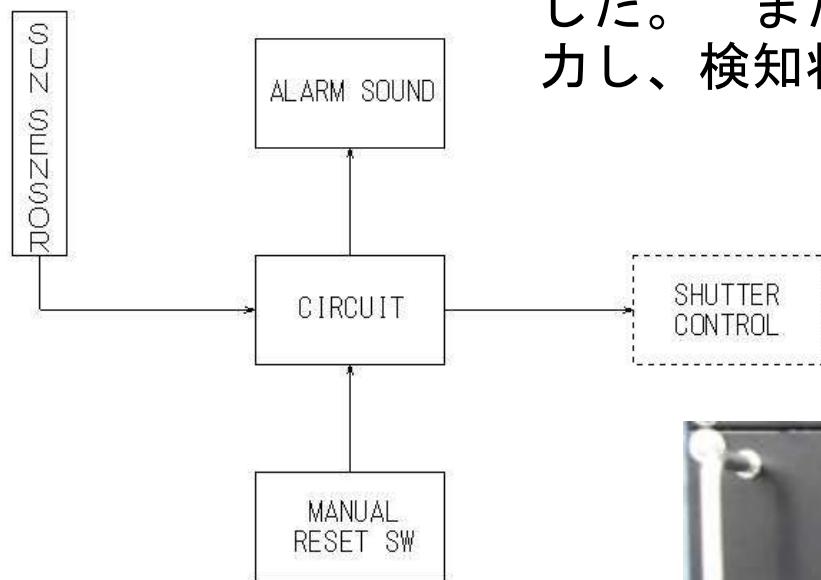 した。 また
力し、検知
SUN SENSOR
ALARM SOUND
CIRCUIT
SHUTTER
CONTROL
MANUAL
RESET SW